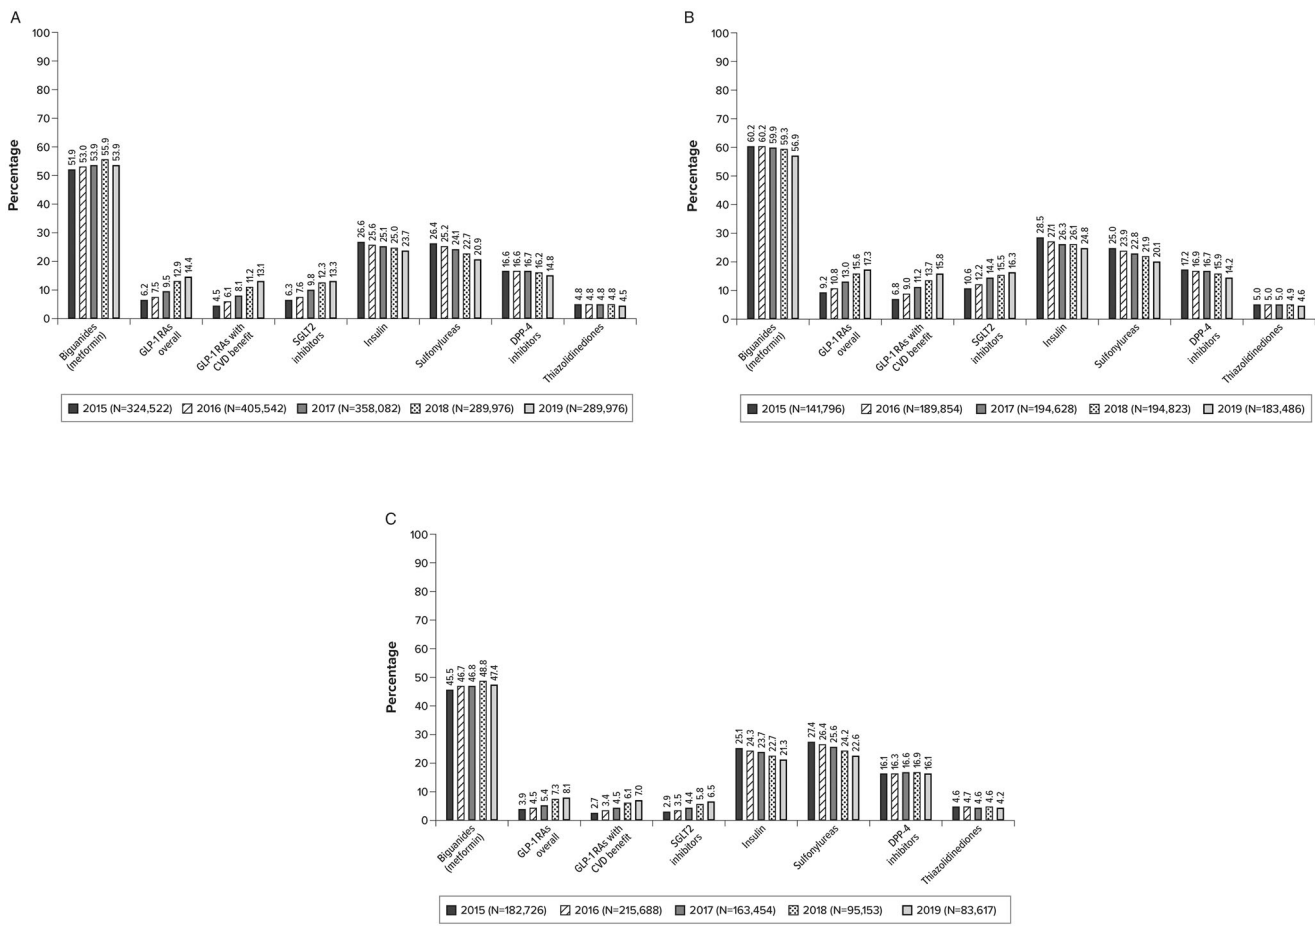 A
Percentage
100
90
80
70
60
50
40
30
20
10
0
51.9 53.0 53.9 55.9 53.9
6.2 7.5 9.5 12.9 14.4
4.5 6.1 8.1 11.2 13.1
6.3 7.6 9.8 12.3 13.3
26.6 25.6 25.1 25.0 23.7
26.4 25.2 24.1 22.7 20.9
16.6 16.6 16.7 16.2 14.8
4.8 4.8 4.8 4.8 4.5
Biguanides
(metformin)
GLP-1 RAs
overall
GLP-1 RAs with
CVD benefit
SGLT2
inhibitors
Insulin
Sulfonylureas
DPP-4
inhibitors
Thiazolidinediones
2015 (N=324,522) 2016 (N=405,542) 2017 (N=358,082) 2018 (N=289,976) 2019 (N=289,976)
B
Percentage
100
90
80
70
60
50
40
30
20
10
0
60.2 60.2 59.9 59.3 56.9
9.2 10.8 13.0 15.6 17.3
6.8 9.0 11.2 13.7 15.8
10.6 12.2 14.4 15.5 16.3
28.5 27.1 26.3 26.1 24.8
25.0 23.9 22.8 21.9 20.1
17.2 16.9 16.7 15.9 14.2
5.0 5.0 5.0 4.9 4.6
Biguanides
(metformin)
GLP-1 RAs
overall
GLP-1 RAs with
CVD benefit
SGLT2
inhibitors
Insulin
Sulfonylureas
DPP-4
inhibitors
Thiazolidinediones
2015 (N=141,796) 2016 (N=189,854) 2017 (N=194,628) 2018 (N=194,823) 2019 (N=183,486)
C
Percentage
100
90
80
70
60
50
40
30
20
10
0
45.5 46.7 46.8 48.8 47.4
3.9 4.5 5.4 7.3 8.1
2.7 3.4 4.5 6.1 7.0
2.9 3.5 4.4 5.8 6.5
25.1 24.3 23.7 22.7 21.3
27.4 26.4 25.6 24.2 22.6
16.1 16.3 16.6 16.9 16.1
4.6 4.7 4.6 4.6 4.2
Biguanides
(metformin)
GLP-1 RAs
overall
GLP-1 RAs with
CVD benefit
SGLT2
inhibitors
Insulin
Sulfonylureas
DPP-4
inhibitors
Thiazolidinediones
2015 (N=182,726) 2016 (N=215,688) 2017 (N=163,454) 2018 (N=95,153) 2019 (N=83,617)